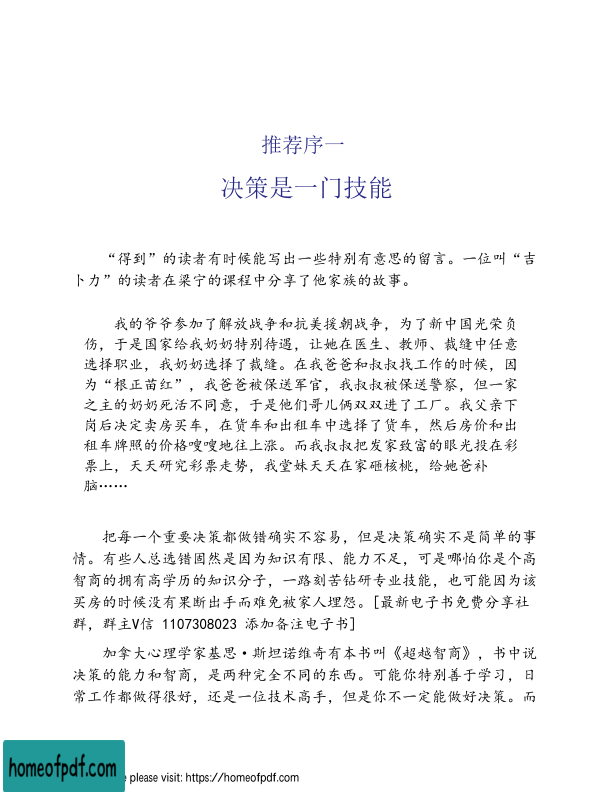 推荐序一
决策是一门技能
“得到”的读者有时候能写出一些特别有意思的留言。一位叫“吉
卜力”的读者在梁宁的课程中分享了他家族的故事。
我的爷爷参加了解放战争和抗美援朝战争，为了新中国光荣负
伤，于是国家给我奶奶特别待遇，让她在医生、教师、裁缝中任意
选择职业，我奶奶选择了裁缝。在我爸爸和叔叔找工作的时候，因
为“根正苗红”，我爸爸被保送军官，我叔叔被保送警察，但一家
之主的奶奶死活不同意，于是他们哥儿俩双双进了工厂。我父亲下
岗后决定卖房买车，在货车和出租车中选择了货车，然后房价和出
租车牌照的价格嗖嗖地往上涨。而我叔叔把发家致富的眼光投在彩
票上，天天研究彩票走势，我堂妹天天在家砸核桃，给她爸补
脑……
把每一个重要决策都做错确实不容易，但是决策确实不是简单的事
情。有些人总选错固然是因为知识有限、能力不足，可是哪怕你是个高
智商的拥有高学历的知识分子，一路刻苦钻研专业技能，也可能因为该
买房的时候没有果断出手而难免被家人埋怨。[最新电子书免费分享社
群，群主V信 1107308023 添加备注电子书]
加拿大心理学家基思·斯坦诺维奇有本书叫《超越智商》，书中说
决策的能力和智商，是两种完全不同的东西。可能你特别善于学习，日
常工作都做得很好，还是一位技术高手，但是你不一定能做好决策。而
homeofpdf.com
please visit: https://homeofpdf.com